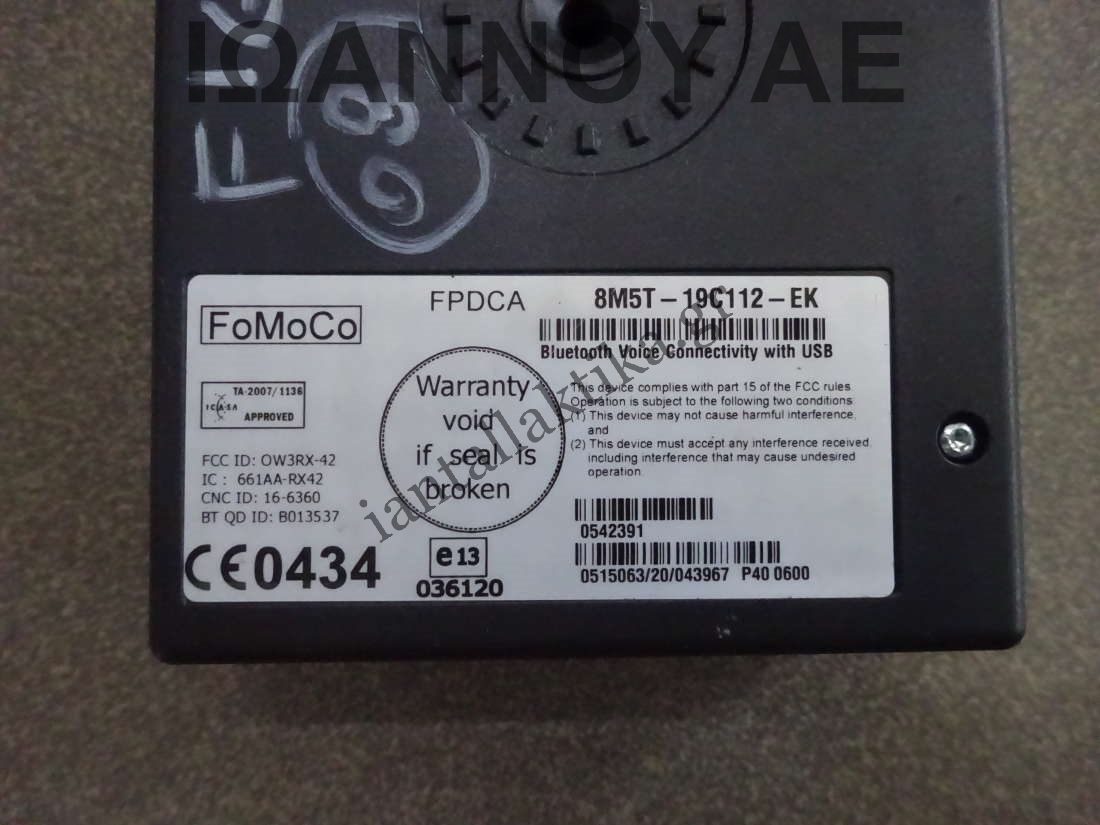 ΙΩΑΝΝΟΥ ΑΕ
98
FoMoCo
FPDCA
8M5T-19C112-EK
Bluetooth Voice Connectivity with USB
TA-2007/1136
ICASA
APPROVED
Warranty
void
if seal is
broken
This device complies with part 15 of the FCC rules
Operation is subject to the following two conditions
(1) This device may not cause harmful interference,
and
(2) This device must accept any interference received
including interference that may cause undesired
operation.
FCC ID: OW3RX-42
IC : 661AA-RX42
CNC ID: 16-6360
BT QD ID: B013537
CE0434
e13
036120
0542391
0515063/20/043967 P40 0600
iantallaktika.gr